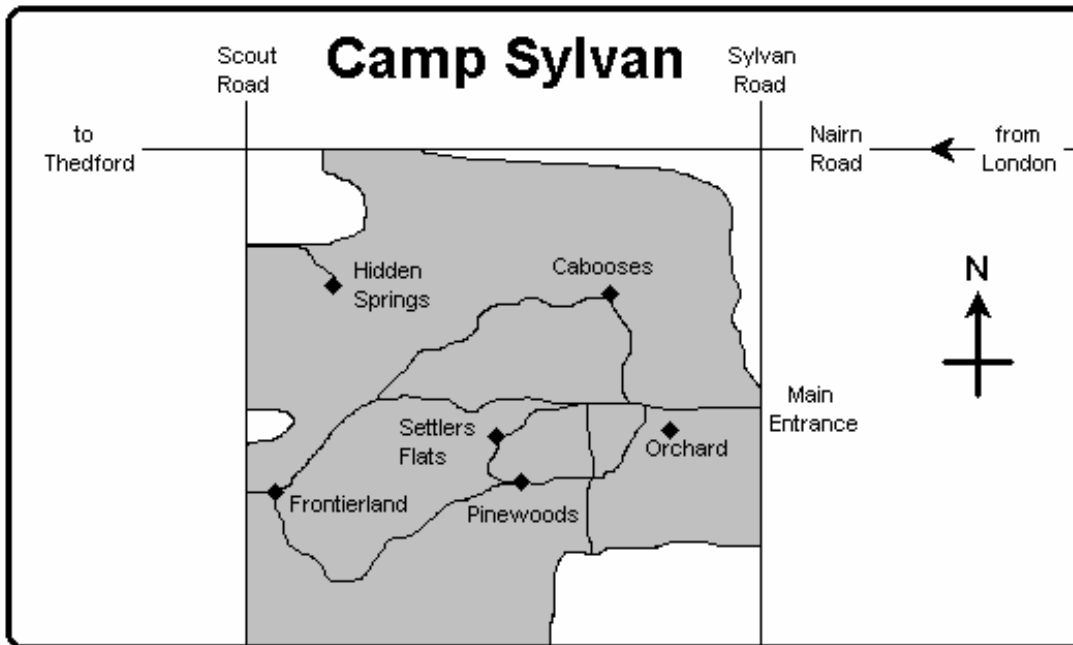 Camp Sylvan
Scout
Road
Sylvan
Road
to
Thedford
Nairn
Road
from
London
N
Hidden
Springs
Cabooses
Main
Entrance
Settlers
Flats
Orchard
Frontierland
Pinewoods